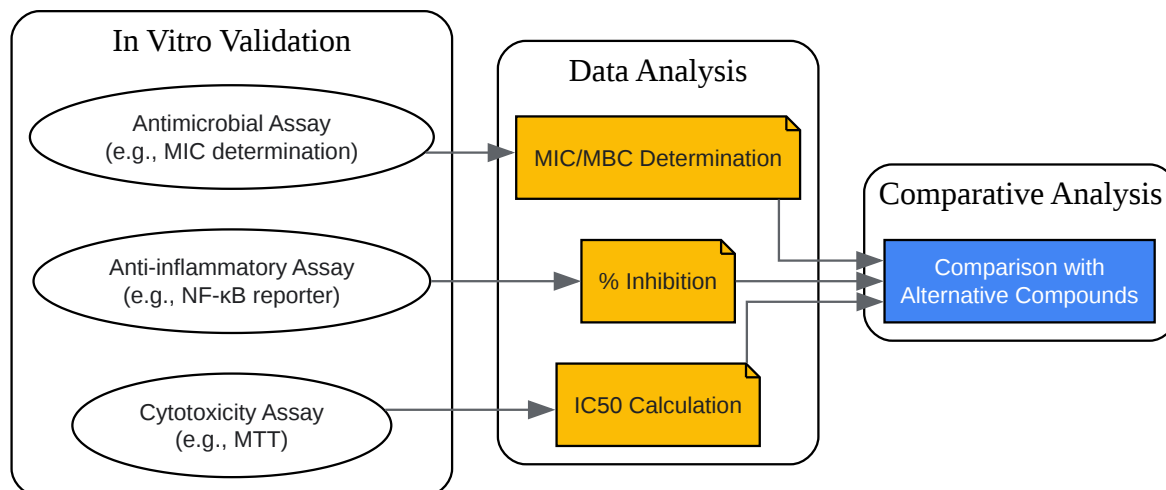 In Vitro Validation
Antimicrobial Assay
(e.g., MIC determination)
Anti-inflammatory Assay
(e.g., NF-κB reporter)
Cytotoxicity Assay
(e.g., MTT)
Data Analysis
MIC/MBC Determination
% Inhibition
IC50 Calculation
Comparative Analysis
Comparison with
Alternative Compounds